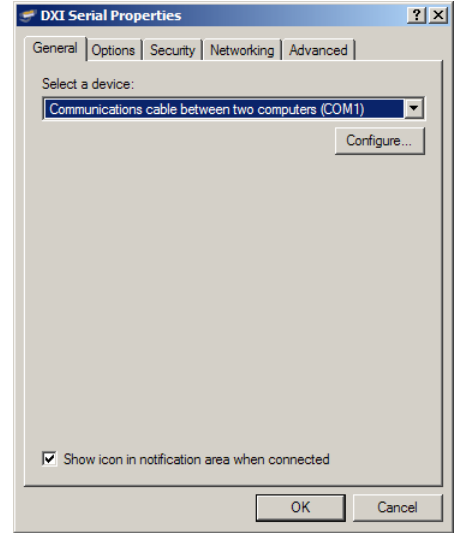 DXI Serial Properties
General Options Security Networking Advanced
Select a device:
Communications cable between two computers (COM1)
Configure...
Show icon in notification area when connected
OK Cancel